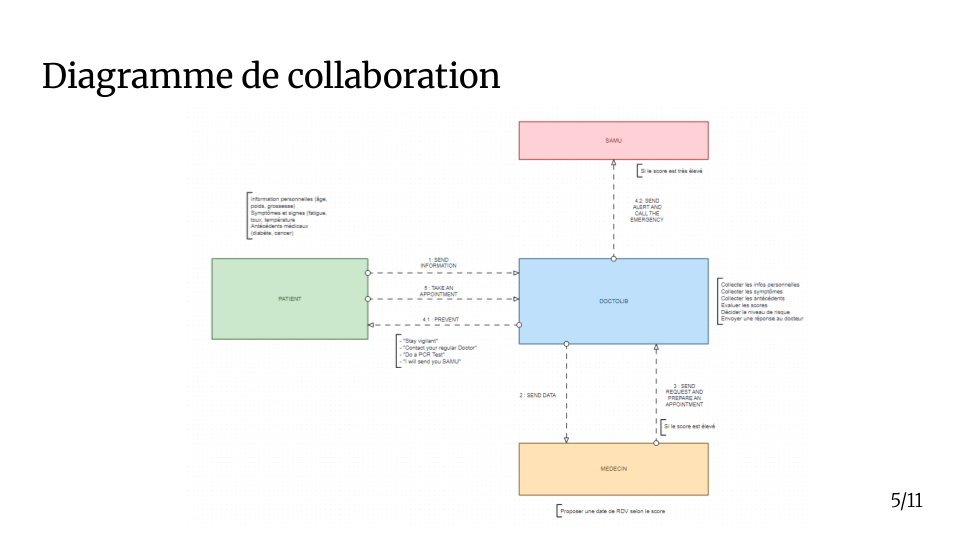 Diagramme de collaboration
SAMU
Si le score est très élevé
4.2: SEND
ALERT AND
CALL THE
EMERGENCY
Information personnelles (âge,
poids, grossesse)
Symptômes et signes (fatigue,
toux, température
Antécédents médicaux
(diabète, cancer)
PATIENT
1: SEND
INFORMATION
5 : TAKE AN
APPOINTMENT
4.1 : PREVENT
- "Stay vigilant"
- "Contact your regular Doctor"
- "Do a PCR Test"
- "I will send you SAMU"
DOCTOLIB
Collecter les infos personnelles
Collecter les symptômes
Collecter les antécédents
Evaluer les scores
Décider le niveau de risque
Envoyer une réponse au docteur
2 : SEND DATA
3 : SEND
REQUEST AND
PREPARE AN
APPOINTMENT
Si le score est élevé
MEDECIN
Proposer une date de RDV selon le score
5/11